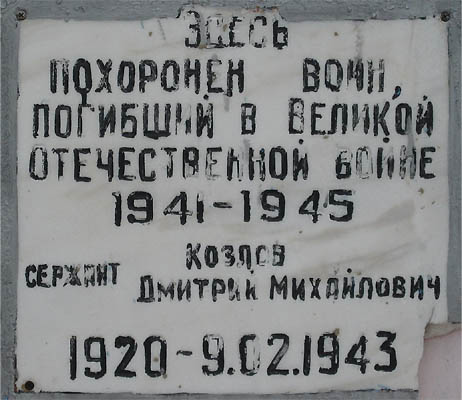 ЗДЕСЬ
ПОХОРОНЕН ВОИН,
ПОГИБШИЙ В ВЕЛИКОЙ
ОТЕЧЕСТВЕННОЙ ВОЙНЕ
1941-1945
КОЗЛОВ
СЕРЖАНТ ДМИТРИЙ МИХАЙЛОВИЧ
1920-9.02.1943